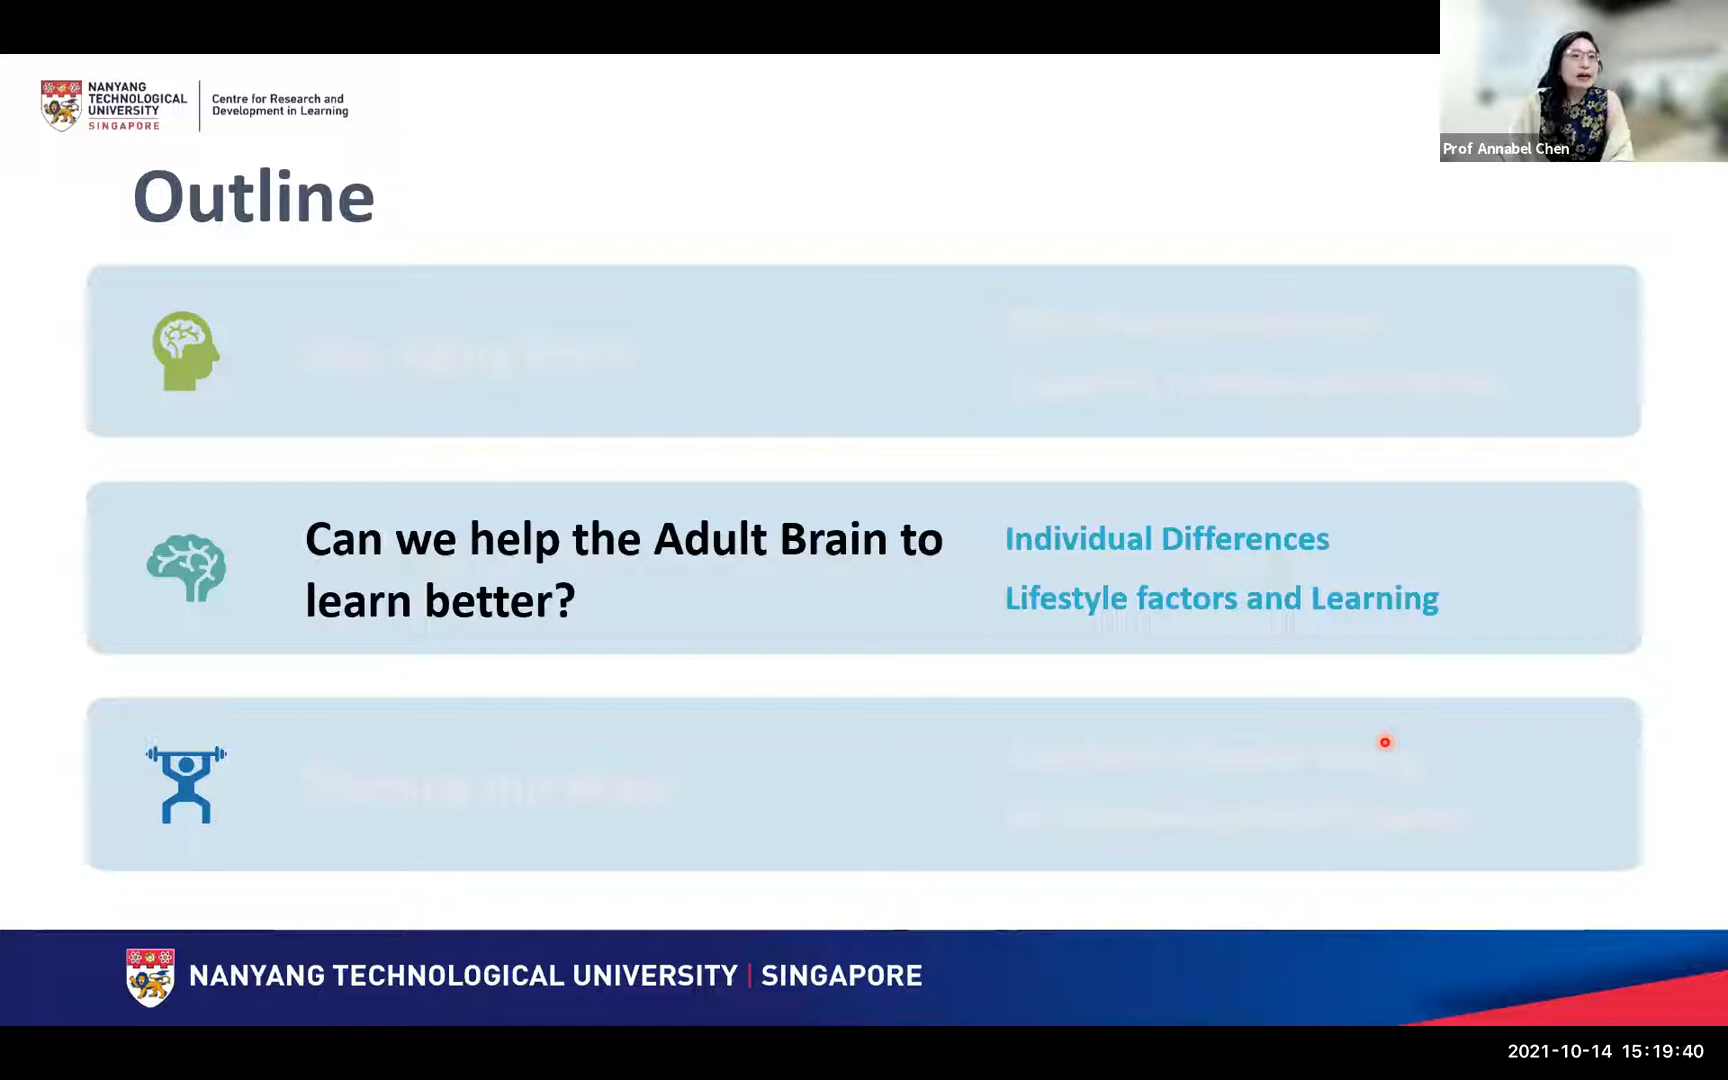 NANYANG
TECHNOLOGICAL
UNIVERSITY
SINGAPORE
Centre for Research and
Development in Learning
Prof Annabel Chen
Outline
Can we help the Adult Brain to
learn better?
Individual Differences
Lifestyle factors and Learning
NANYANG TECHNOLOGICAL UNIVERSITY | SINGAPORE
2021-10-14 15:19:40